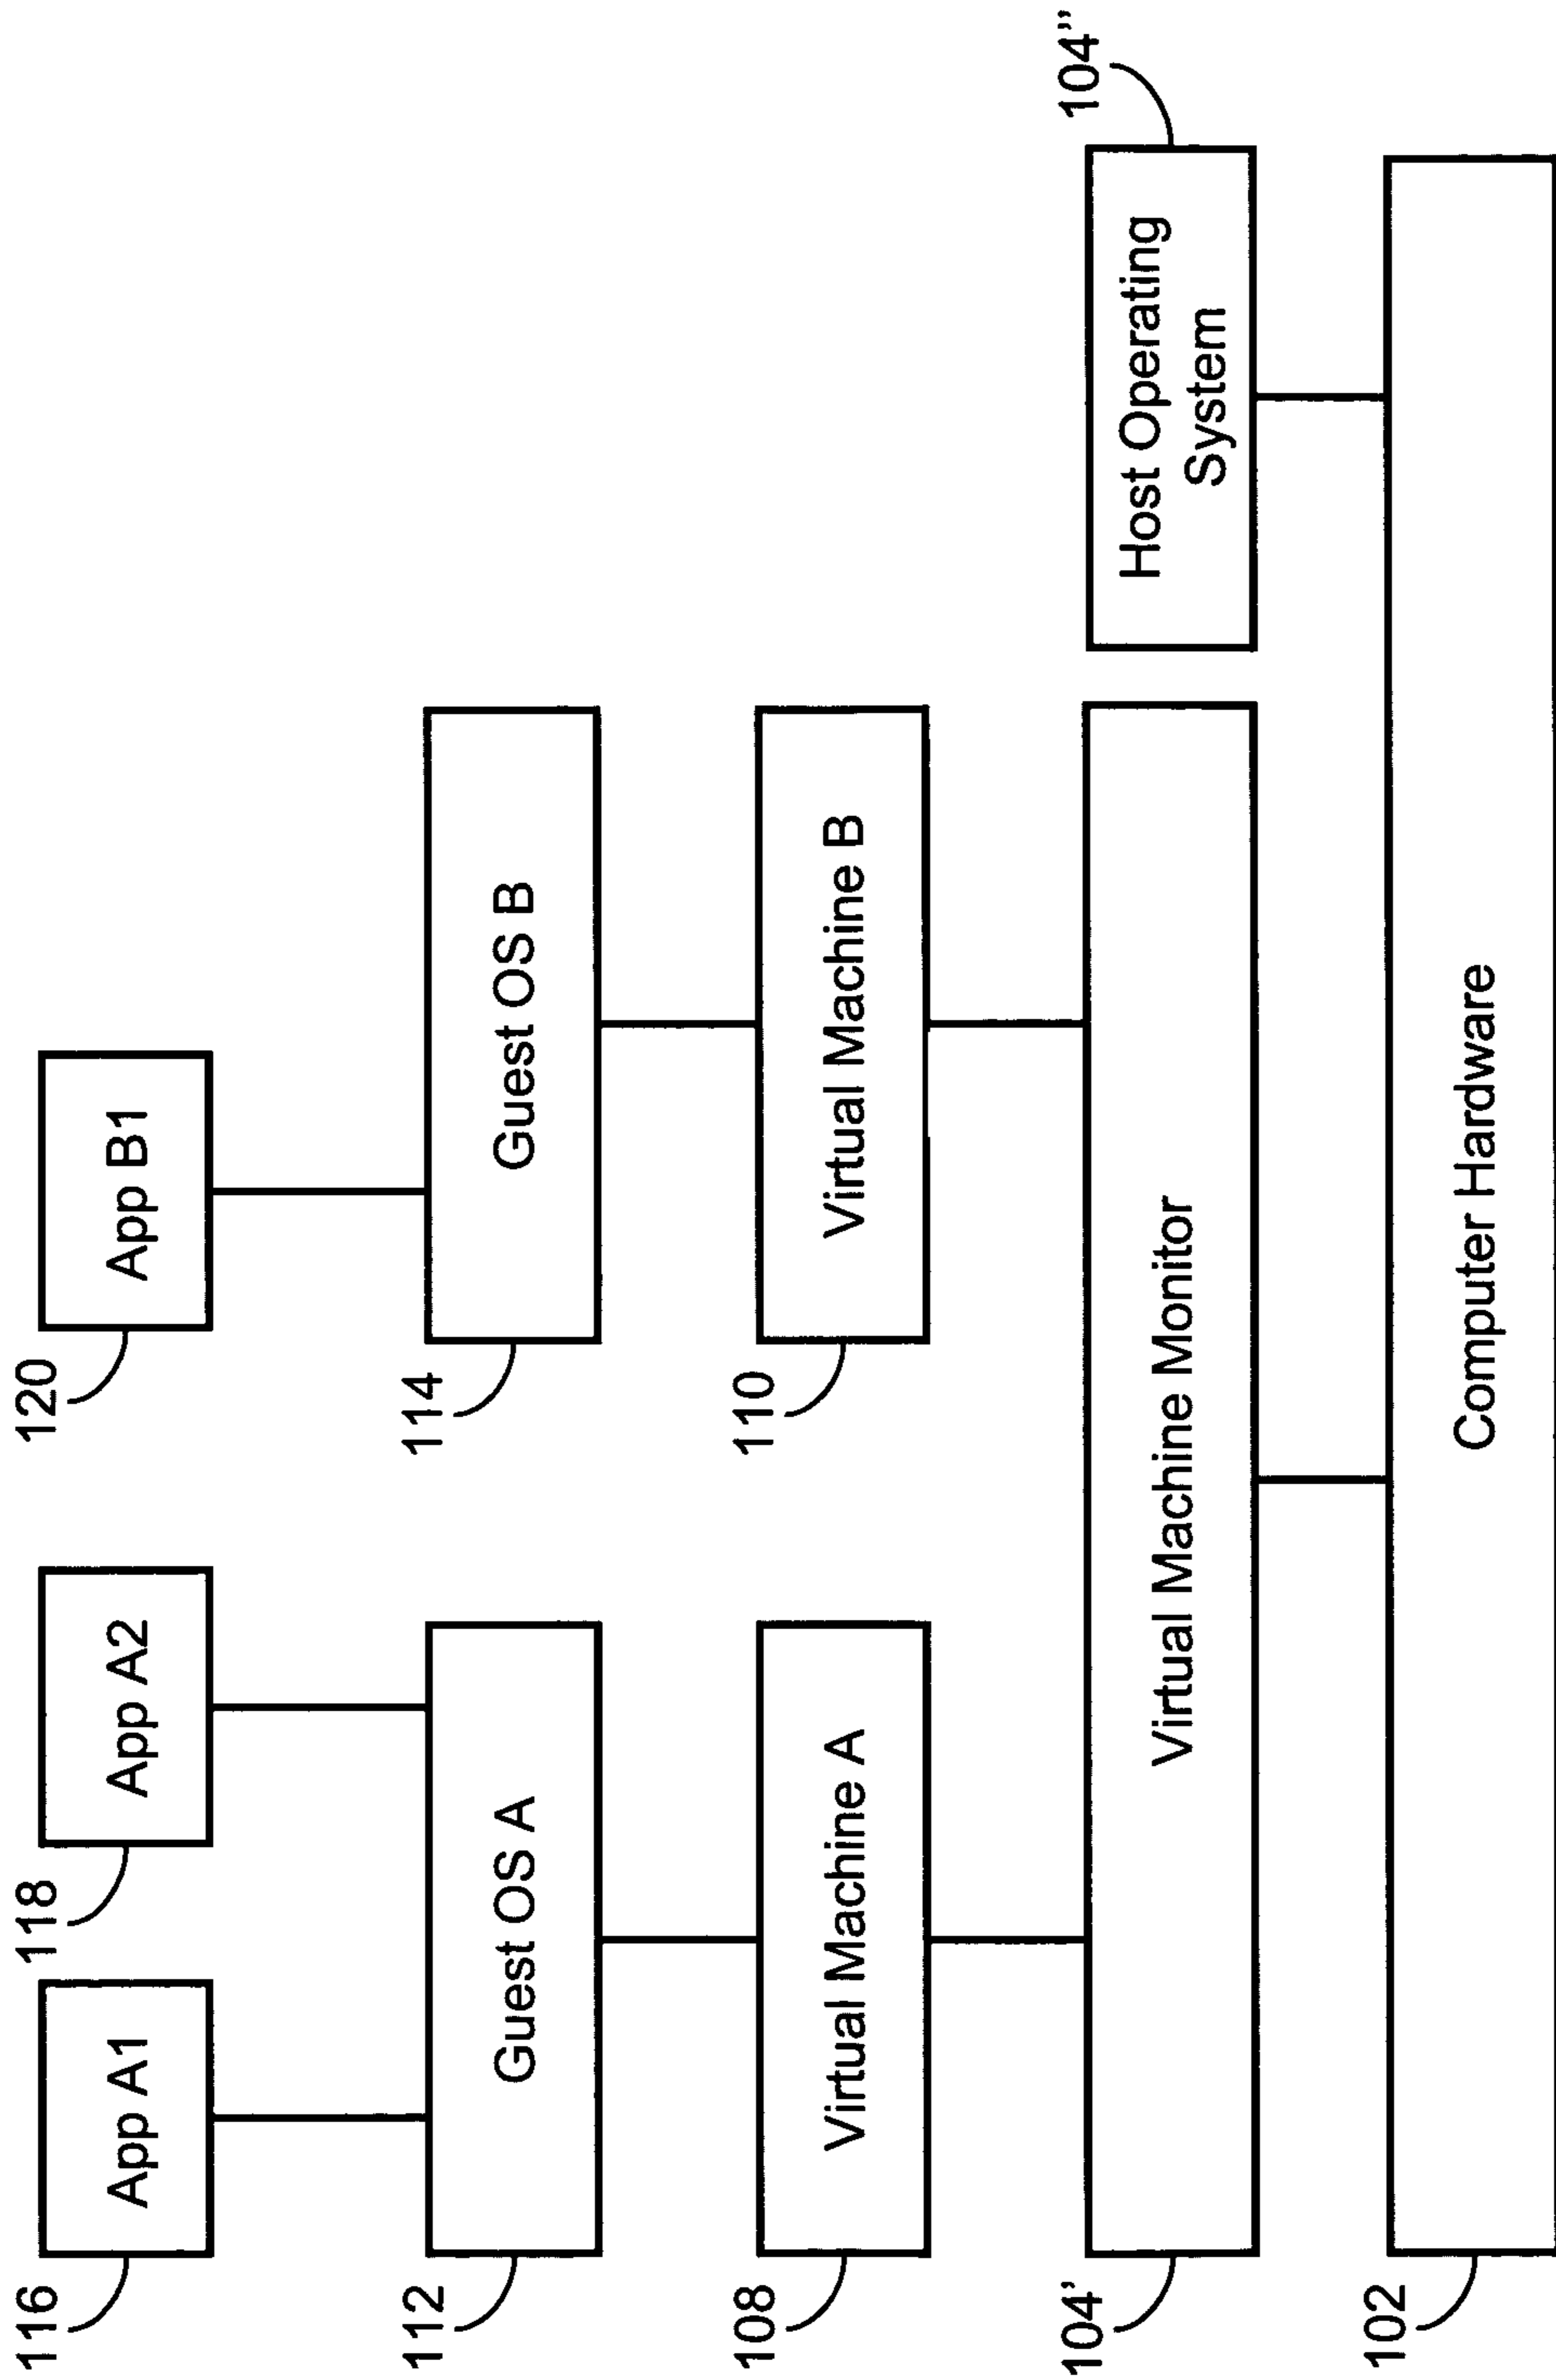 116
App A1
118
App A2
120
App B1
112
Guest OS A
114
Guest OS B
108
Virtual Machine A
110
Virtual Machine B
104'
Virtual Machine Monitor
Host Operating
System
104''
102
Computer Hardware